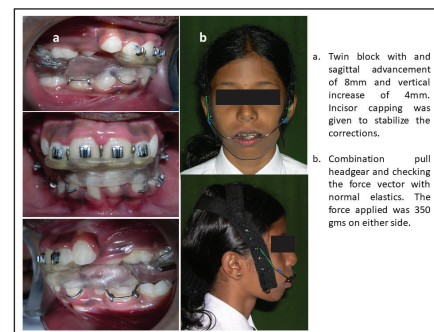 a
b
a. Twin block with and
sagittal advancement
of 8mm and vertical
increase of 4mm.
Incisor capping was
given to stabilize the
corrections.
b. Combination pull
headgear and checking
the force vector with
normal elastics. The
force applied was 350
gms on either side.